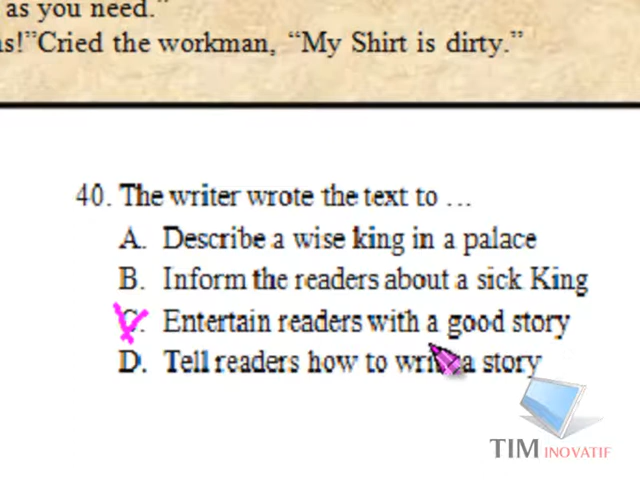 as you need."
ns!"Cried the workman, "My Shirt is dirty."
40. The writer wrote the text to ...
A. Describe a wise king in a palace
B. Inform the readers about a sick King
C. Entertain readers with a good story
D. Tell readers how to write a story
TIM INOVATIF